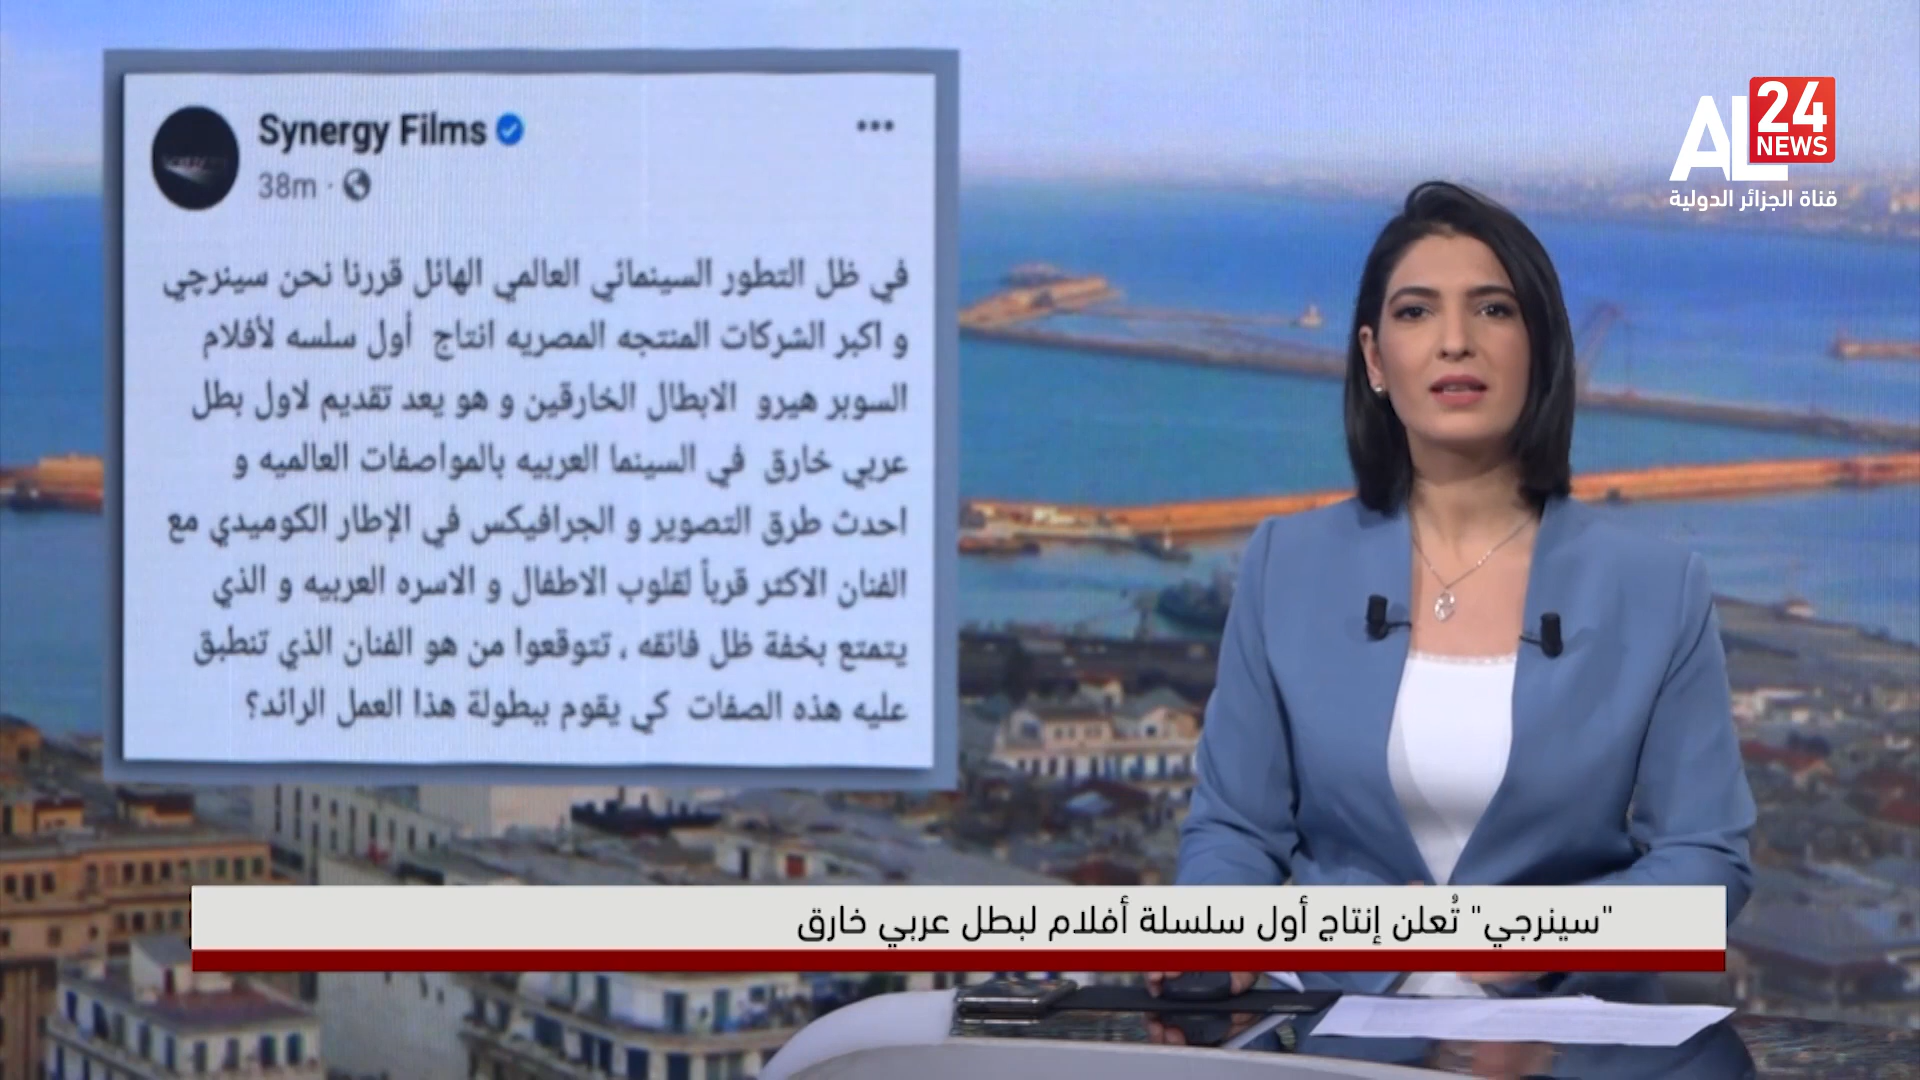 Synergy Films
38m
في ظل التطور السينمائي العالمي الهائل قررنا نحن سينرچي
و اكبر الشركات المنتجه المصريه انتاج أول سلسه لأفلام
السوبر هيرو الابطال الخارقين و هو يعد تقديم لاول بطل
عربي خارق في السينما العربيه بالمواصفات العالميه و
احدث طرق التصوير و الجرافيكس في الإطار الكوميدي مع
الفنان الاكتر قرباً لقلوب الاطفال و الاسره العربيه و الذي
يتمتع بخفة ظل فائقه ، تتوقعوا من هو الفنان الذي تنطبق
عليه هذه الصفات كي يقوم ببطولة هذا العمل الرائد؟
AL 24 NEWS
قناة الجزائر الدولية
"سينرجي" تُعلن إنتاج أول سلسلة أفلام لبطل عربي خارق